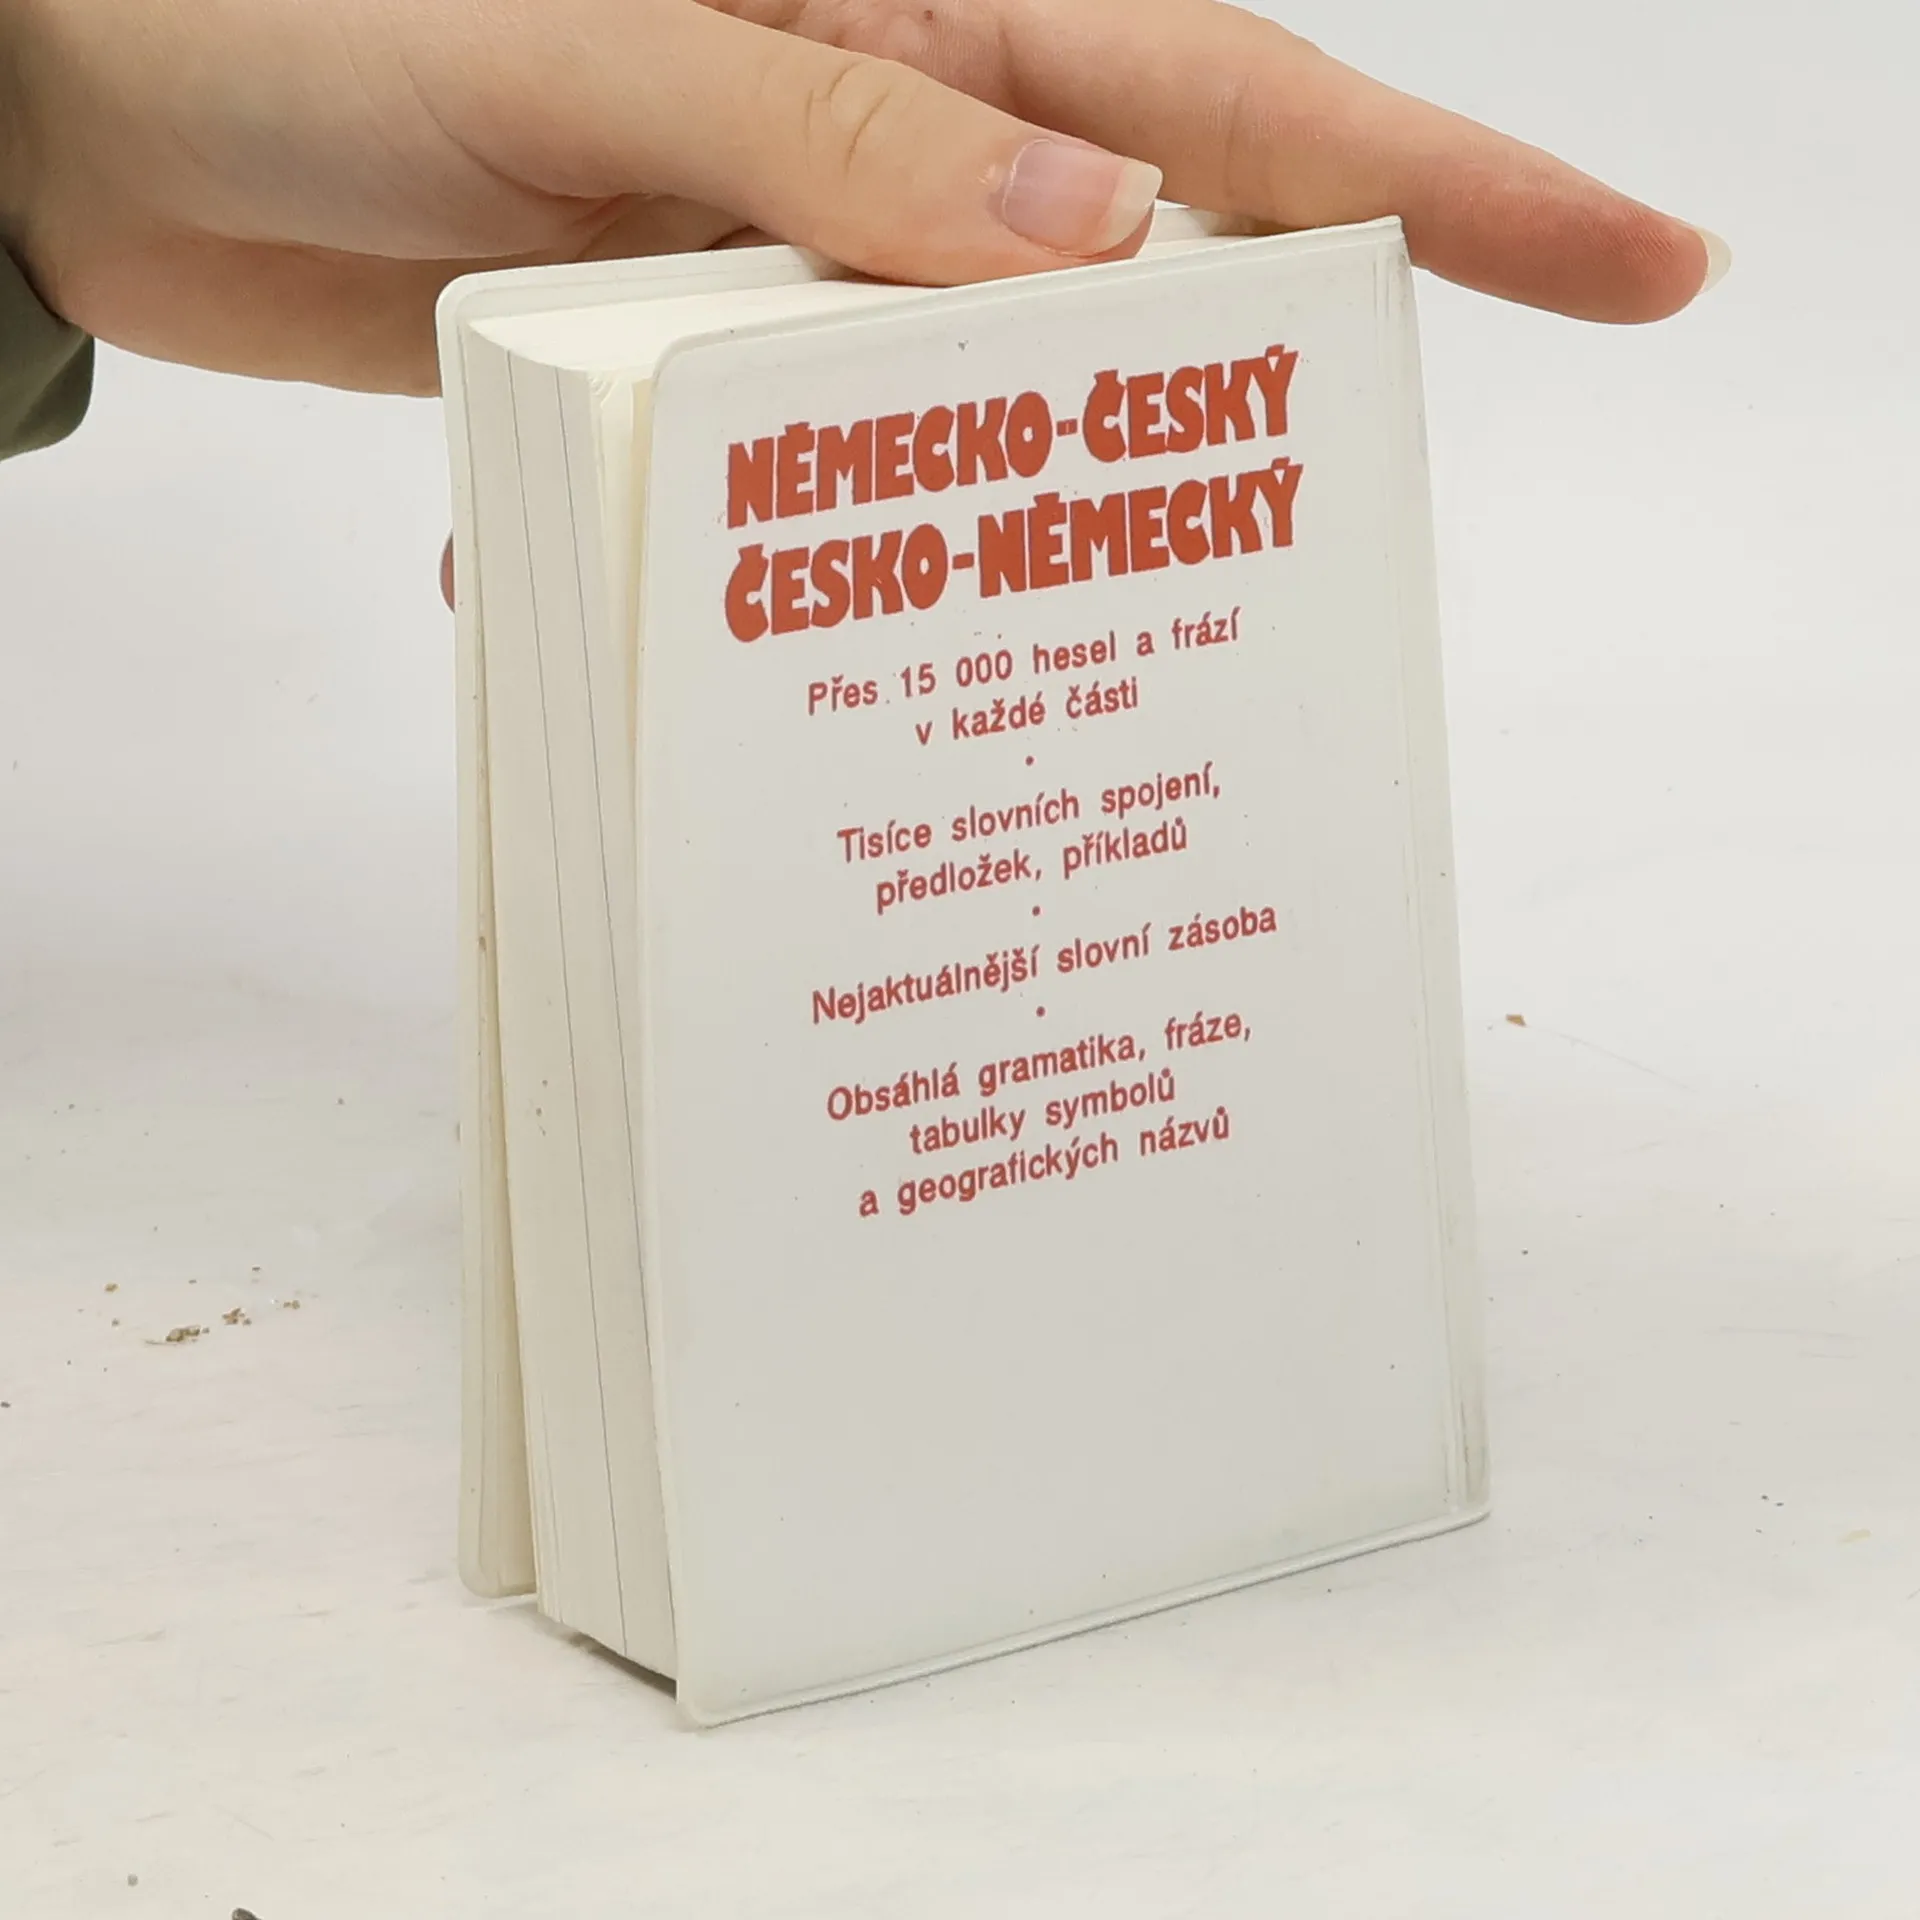 NĚMECKO-ČESKÝ
ČESKO-NĚMECKÝ
Přes 15 000 hesel a frází
v každé části
•
Tisíce slovních spojení,
předložek, příkladů
•
Nejaktuálnější slovní zásoba
•
Obsáhlá gramatika, fráze,
tabulky symbolů
a geografických názvů